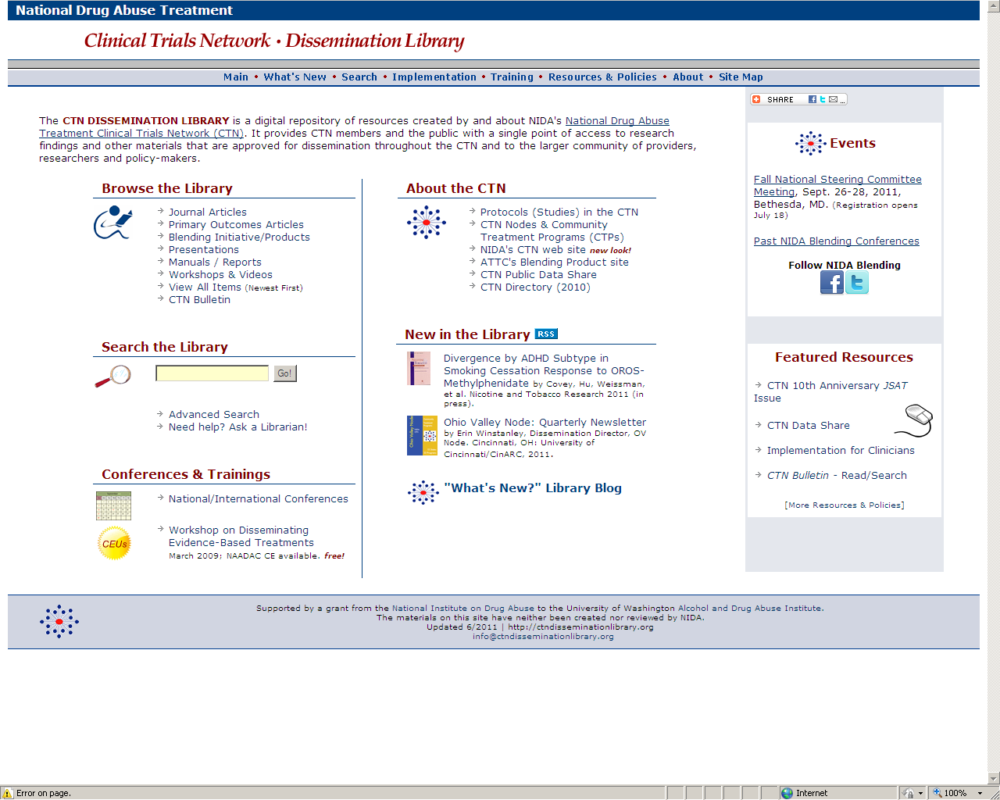 National Drug Abuse Treatment
Clinical Trials Network · Dissemination Library
Main • What's New • Search • Implementation • Training • Resources & Policies • About • Site Map
SHARE ...
The CTN DISSEMINATION LIBRARY is a digital repository of resources created by and about NIDA's National Drug Abuse
Treatment Clinical Trials Network (CTN). It provides CTN members and the public with a single point of access to research
findings and other materials that are approved for dissemination throughout the CTN and to the larger community of providers,
researchers and policy-makers.
Browse the Library
Journal Articles
Primary Outcomes Articles
Blending Initiative/Products
Presentations
Manuals / Reports
Workshops & Videos
View All Items (Newest First)
CTN Bulletin
Search the Library
Go!
Advanced Search
Need help? Ask a Librarian!
Conferences & Trainings
National/International Conferences
CEUs
Workshop on Disseminating
Evidence-Based Treatments
March 2009; NAADAC CE available. free!
About the CTN
Protocols (Studies) in the CTN
CTN Nodes & Community
Treatment Programs (CTPs)
NIDA's CTN web site new look!
ATTC's Blending Product site
CTN Public Data Share
CTN Directory (2010)
New in the Library RSS
Divergence by ADHD Subtype in
Smoking Cessation Response to OROS-
Methylphenidate by Covey, Hu, Weissman,
et al. Nicotine and Tobacco Research 2011 (in
press).
Ohio Valley Node: Quarterly Newsletter
by Erin Winstanley, Dissemination Director, OV
Node. Cincinnati, OH: University of
Cincinnati/CinARC, 2011.
"What's New?" Library Blog
Events
Fall National Steering Committee
Meeting, Sept. 26-28, 2011,
Bethesda, MD. (Registration opens
July 18)
Past NIDA Blending Conferences
Follow NIDA Blending
Featured Resources
CTN 10th Anniversary JSAT
Issue
CTN Data Share
Implementation for Clinicians
CTN Bulletin - Read/Search
[More Resources & Policies]
Supported by a grant from the National Institute on Drug Abuse to the University of Washington Alcohol and Drug Abuse Institute.
The materials on this site have neither been created nor reviewed by NIDA.
Updated 6/2011 | http://ctndisseminationlibrary.org
info@ctndisseminationlibrary.org
Error on page.
Internet
100%